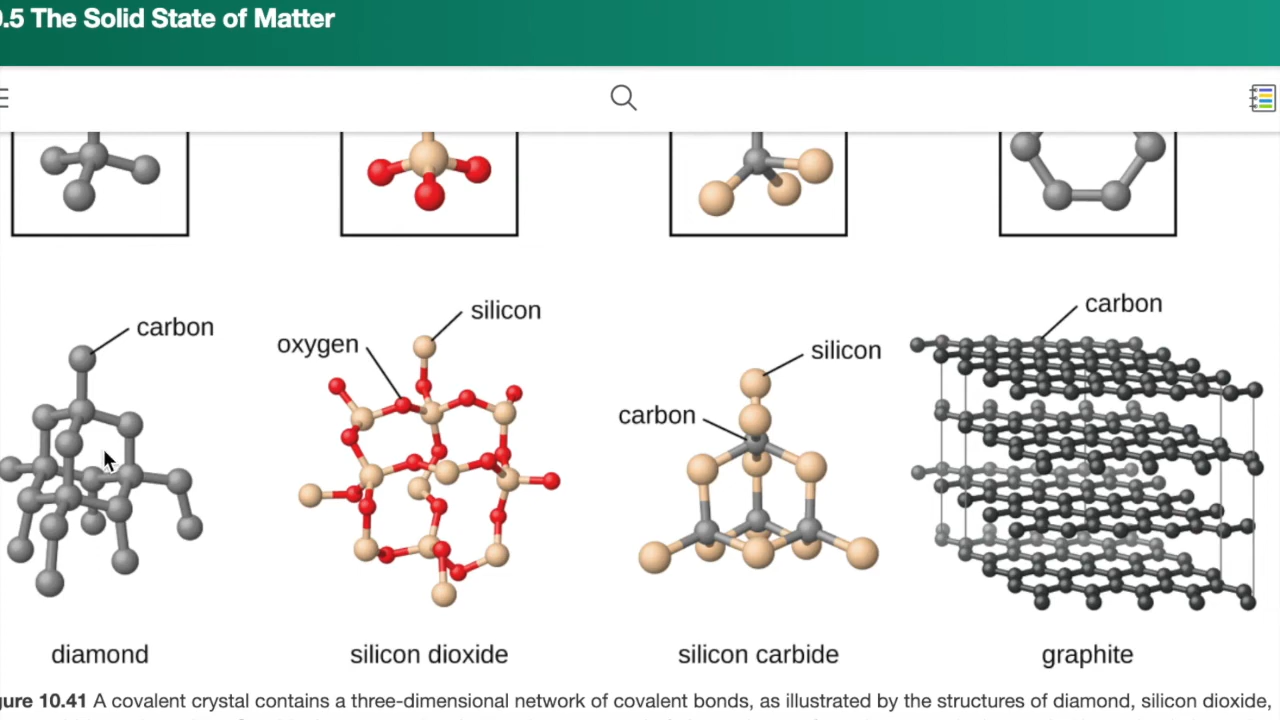 .5 The Solid State of Matter
carbon
silicon
oxygen
silicon
carbon
carbon
diamond
silicon dioxide
silicon carbide
graphite
gure 10.41 A covalent crystal contains a three-dimensional network of covalent bonds, as illustrated by the structures of diamond, silicon dioxide,